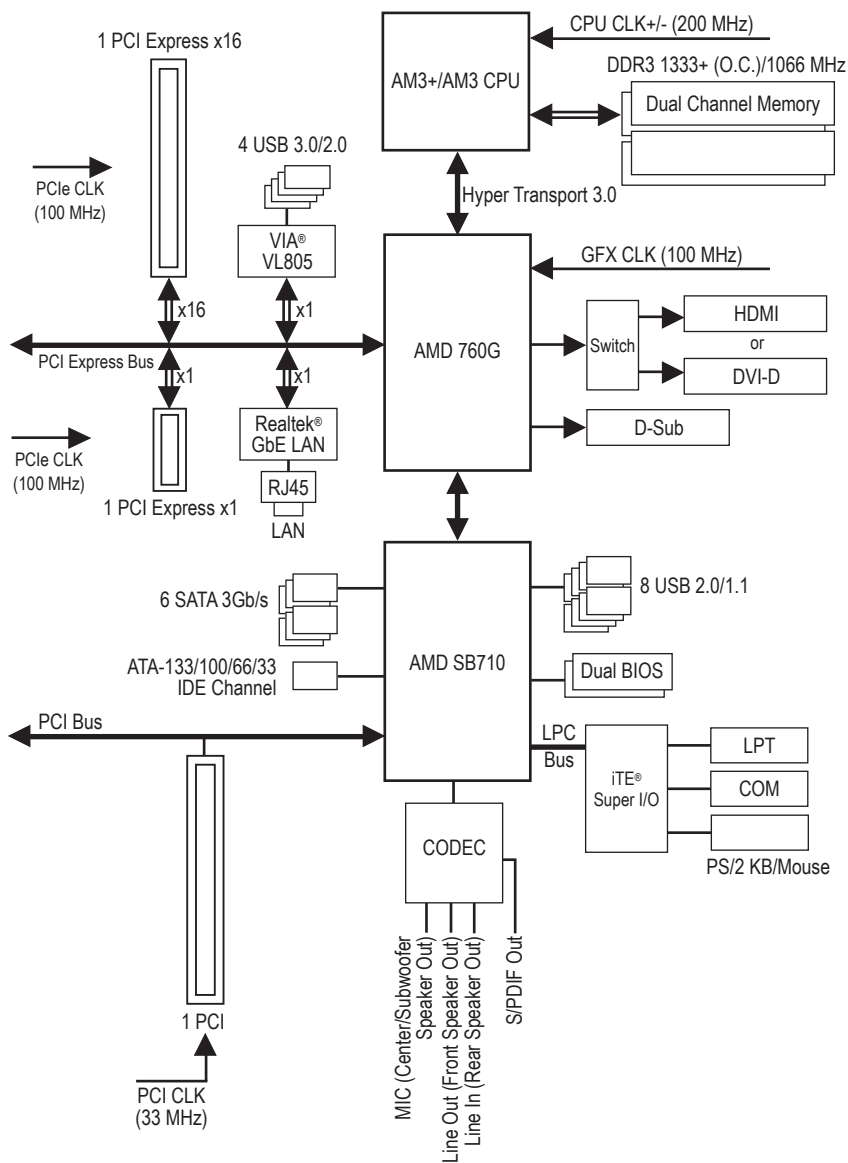 1 PCI Express x16
CPU CLK+/- (200 MHz)
AM3+/AM3 CPU
DDR3 1333+ (O.C.)/1066 MHz
Dual Channel Memory
4 USB 3.0/2.0
PCIe CLK
(100 MHz)
Hyper Transport 3.0
VIA®
VL805
GFX CLK (100 MHz)
x16
x1
AMD 760G
Switch
HDMI
or
DVI-D
PCI Express Bus
x1
x1
Realtek®
GbE LAN
D-Sub
PCIe CLK
(100 MHz)
RJ45
1 PCI Express x1
LAN
6 SATA 3Gb/s
8 USB 2.0/1.1
AMD SB710
ATA-133/100/66/33
IDE Channel
Dual BIOS
PCI Bus
LPC
Bus
iTE®
Super I/O
LPT
COM
PS/2 KB/Mouse
CODEC
MIC (Center/Subwoofer
Speaker Out)
Line Out (Front Speaker Out)
Line In (Rear Speaker Out)
S/PDIF Out
1 PCI
PCI CLK
(33 MHz)